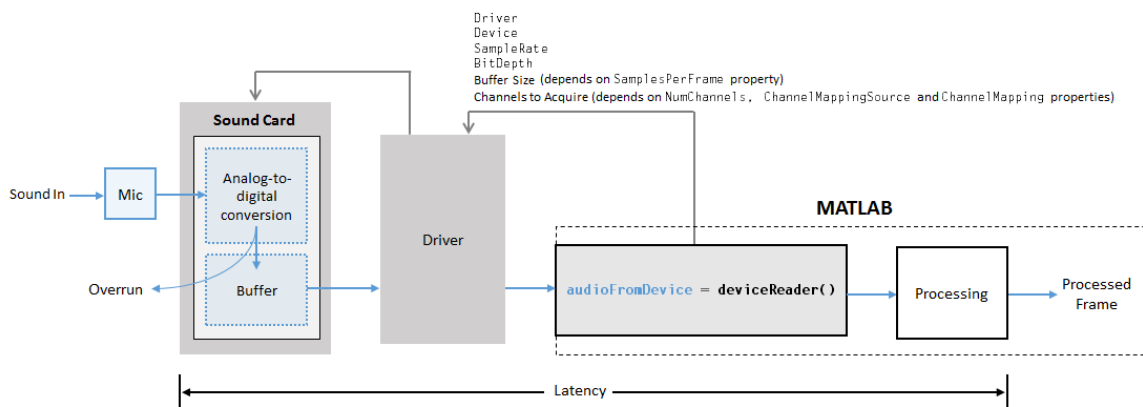 Driver
Device
SampleRate
BitDepth
Buffer Size (depends on SamplesPerFrame property)
Channels to Acquire (depends on NumChannels, ChannelMappingSource and ChannelMapping properties)
Sound Card
Sound In
Mic
Analog-to-
digital
conversion
Overrun
Buffer
Driver
MATLAB
audioFromDevice = deviceReader()
Processing
Processed
Frame
Latency